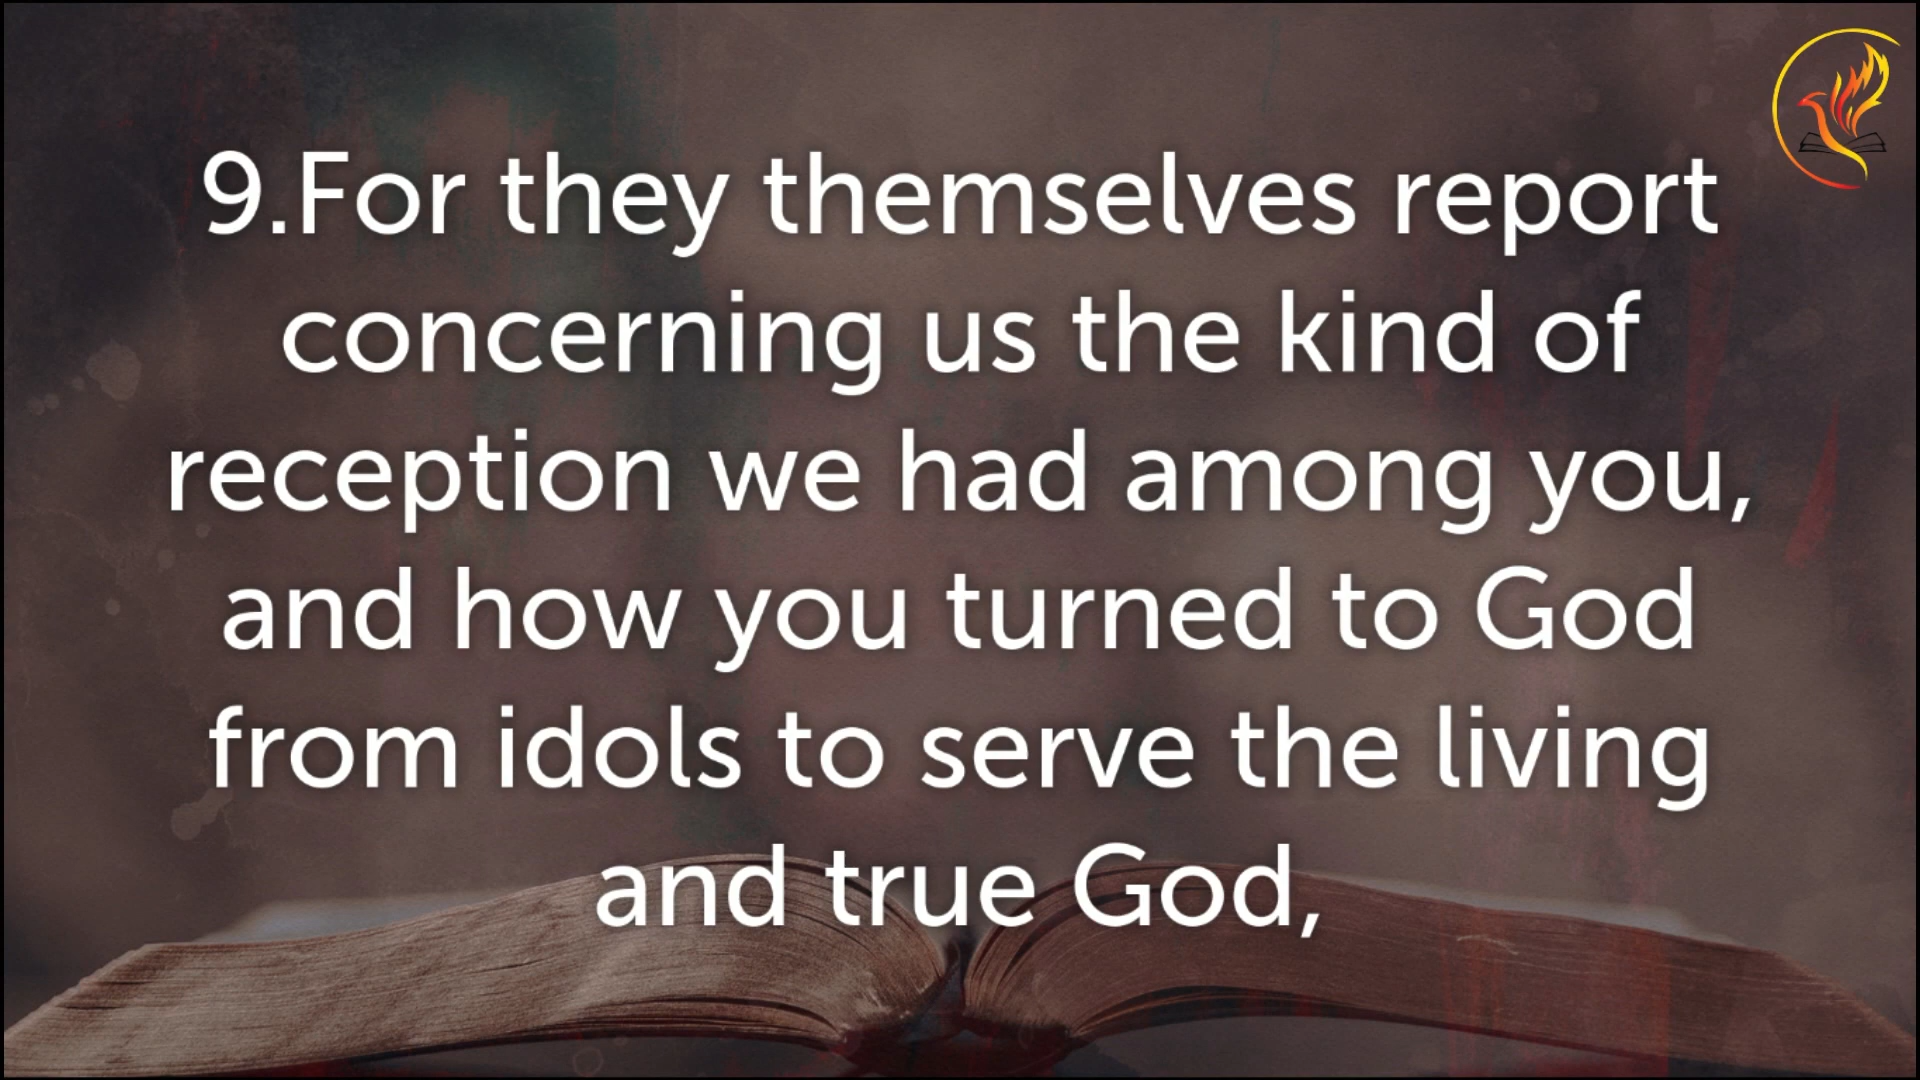 9.For they themselves report
concerning us the kind of
reception we had among you,
and how you turned to God
from idols to serve the living
and true God,